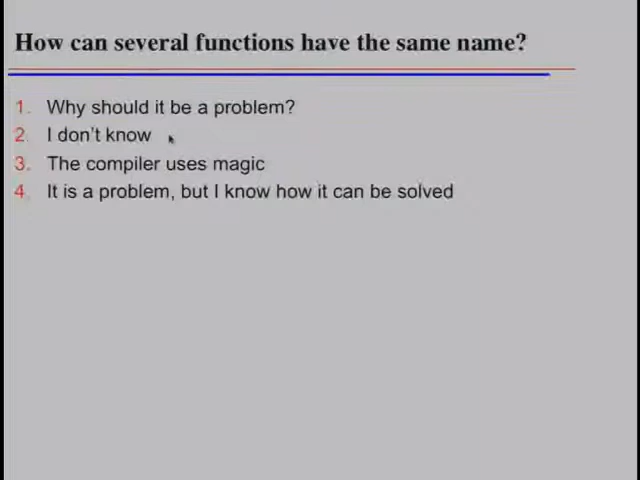 How can several functions have the same name?
1. Why should it be a problem?
2. I don't know
3. The compiler uses magic
4. It is a problem, but I know how it can be solved